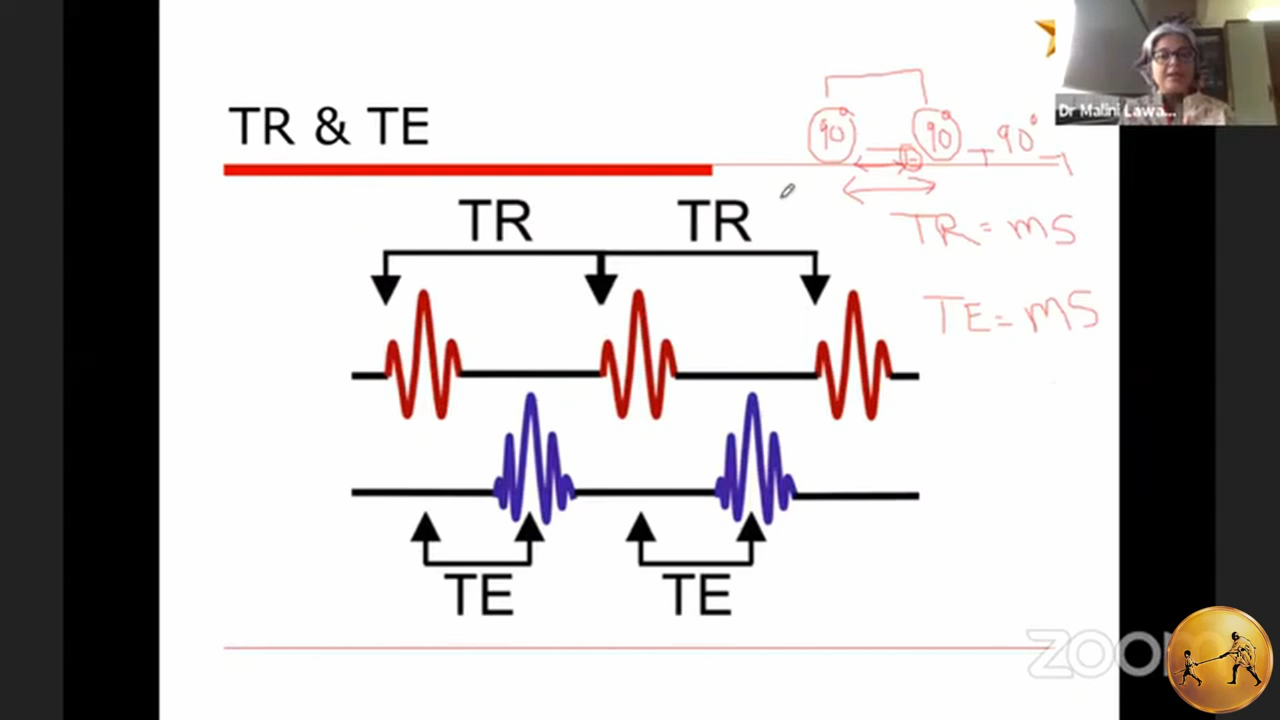 Dr Malini Lawa...
TR & TE
90° 90° 90°
TR TR
TR = ms
TE = ms
TE TE
zoom